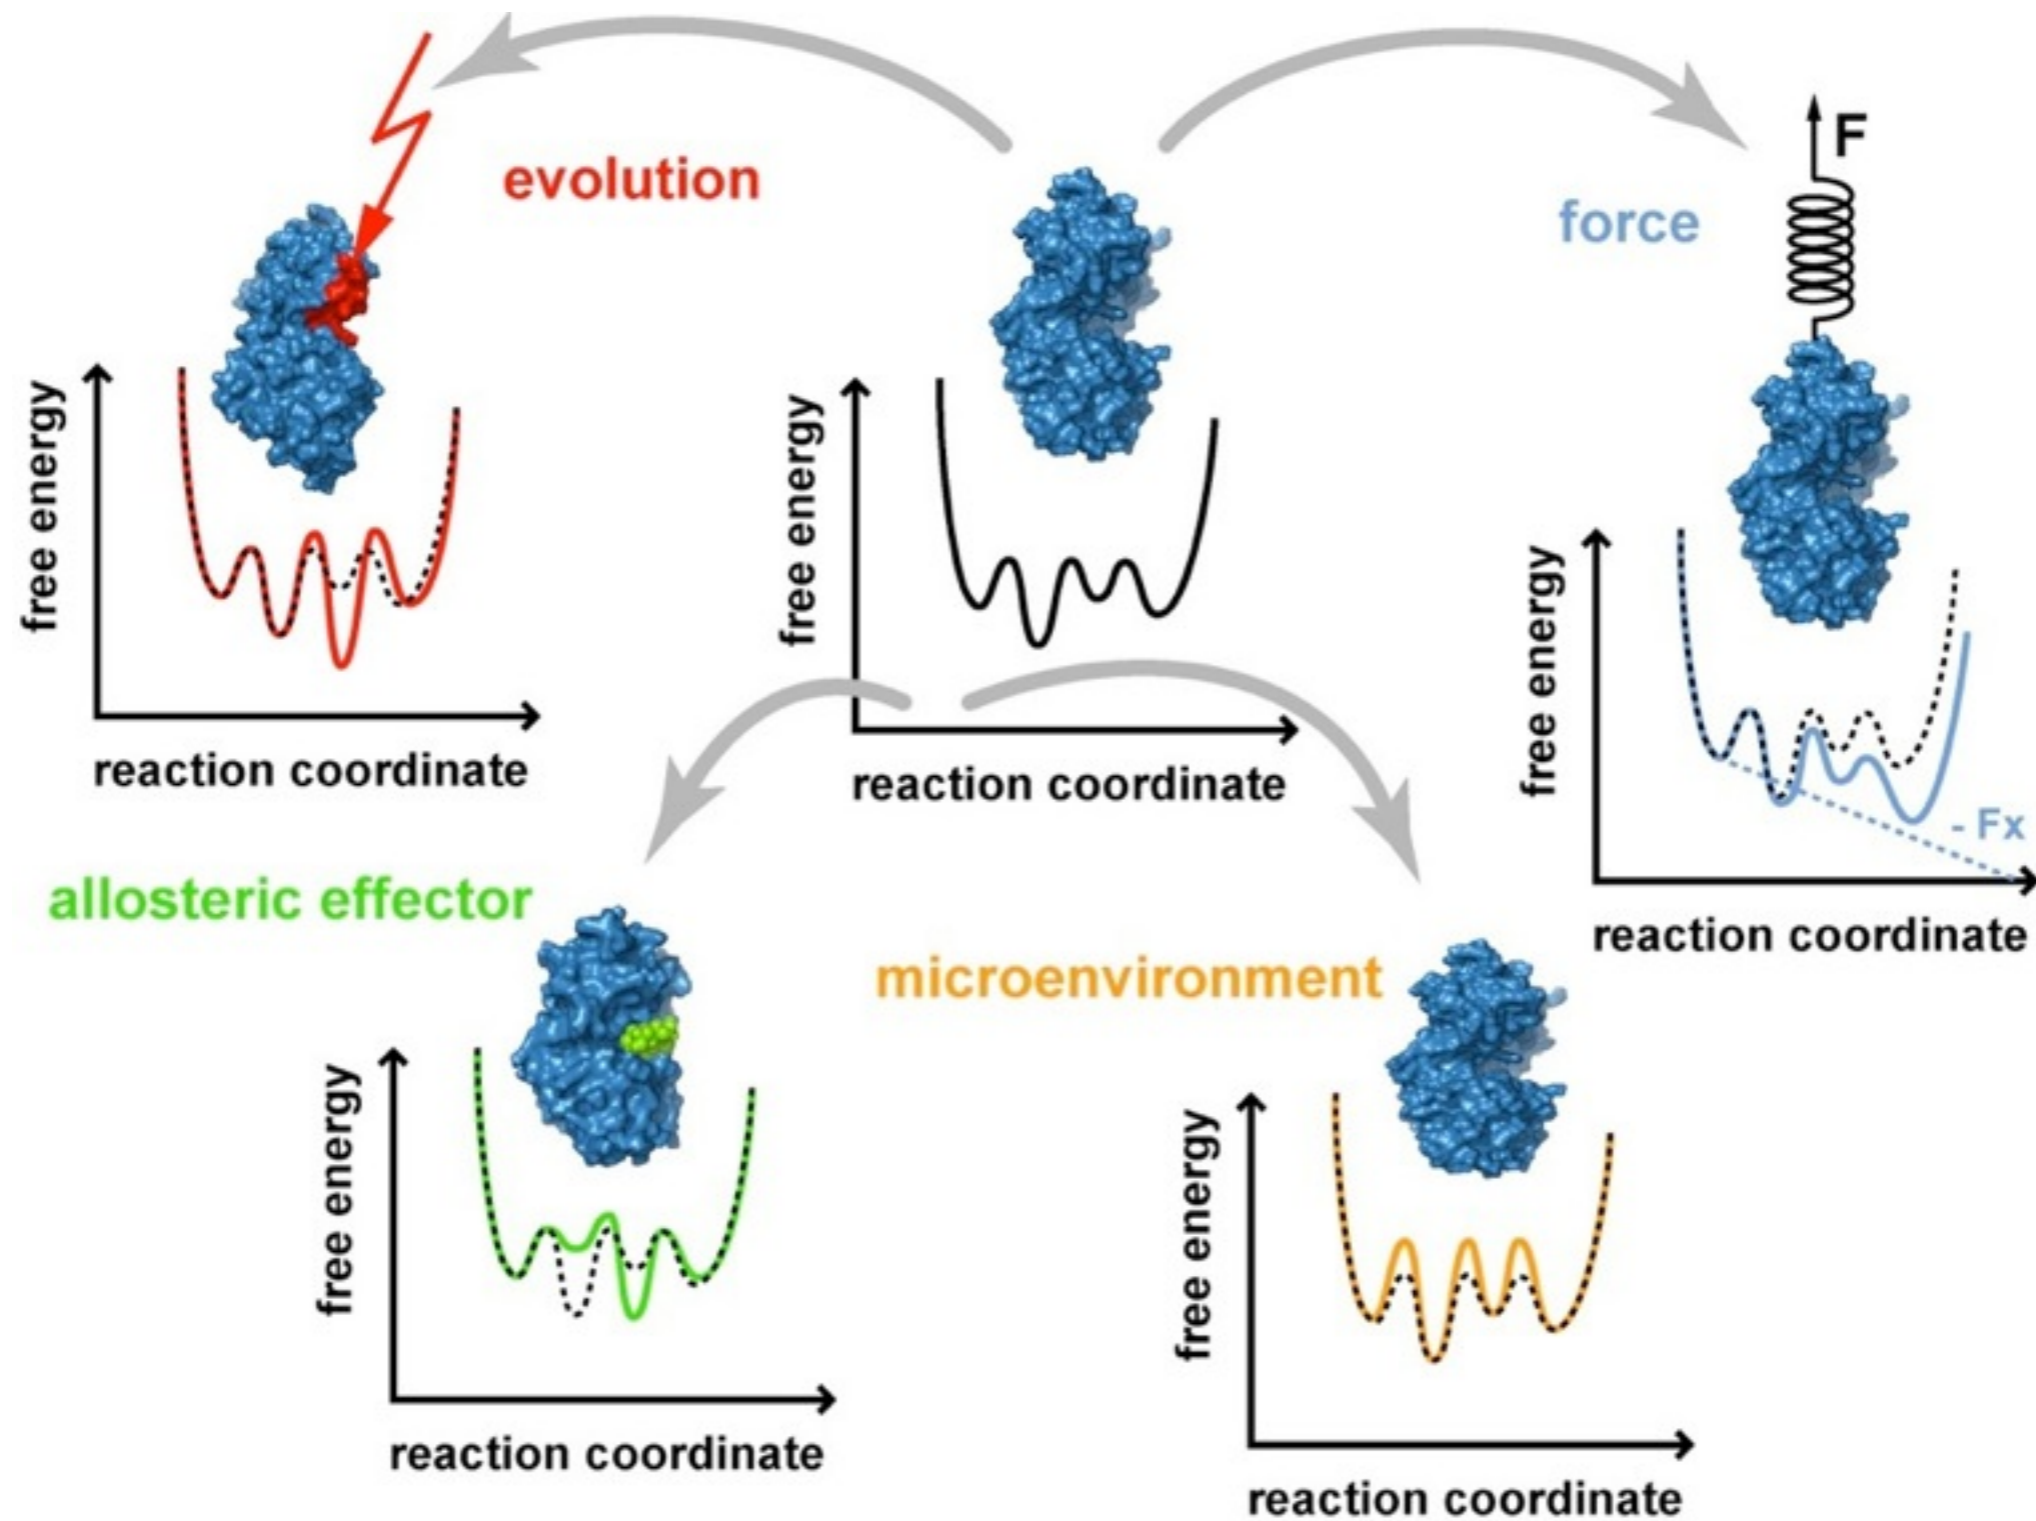 evolution
free energy
reaction coordinate
free energy
reaction coordinate
F
force
free energy
- Fx
reaction coordinate
allosteric effector
free energy
reaction coordinate
microenvironment
free energy
reaction coordinate